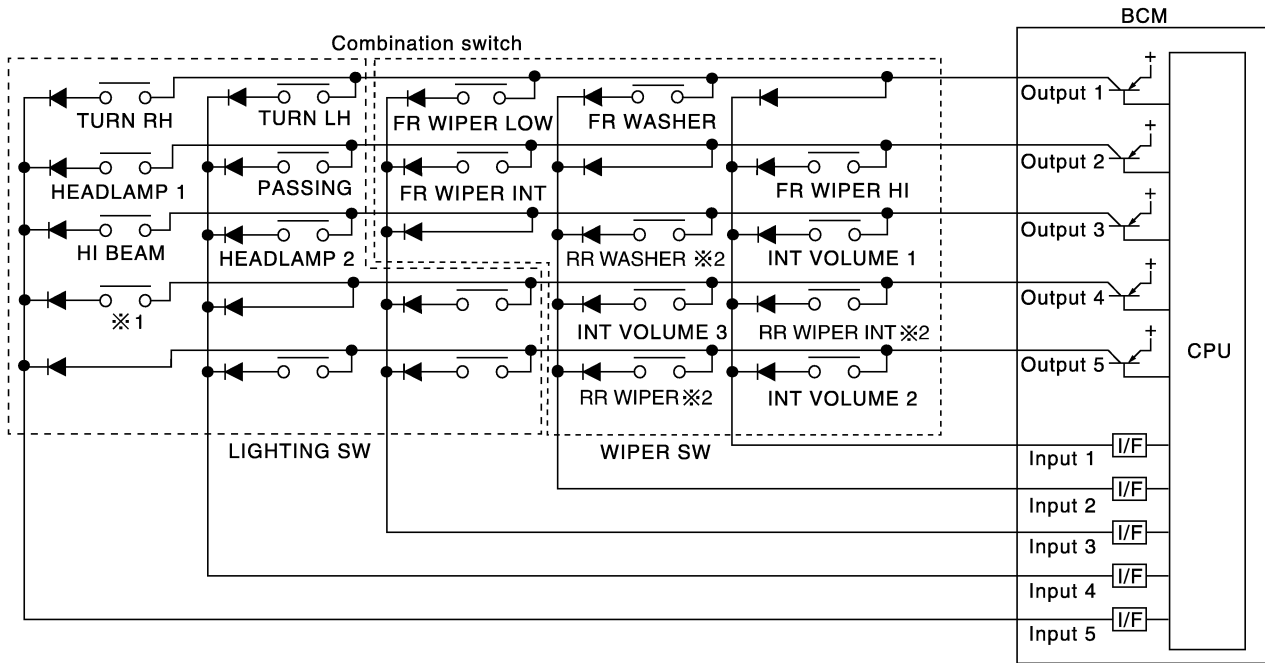 BCM
Combination switch
TURN RH
TURN LH
FR WIPER LOW
FR WASHER
Output 1
+
HEADLAMP 1
PASSING
FR WIPER INT
FR WIPER HI
Output 2
+
HI BEAM
HEADLAMP 2
RR WASHER ※2
INT VOLUME 1
Output 3
+
※1
INT VOLUME 3
RR WIPER INT※2
Output 4
+
RR WIPER※2
INT VOLUME 2
Output 5
+
CPU
LIGHTING SW
WIPER SW
Input 1
I/F
Input 2
I/F
Input 3
I/F
Input 4
I/F
Input 5
I/F